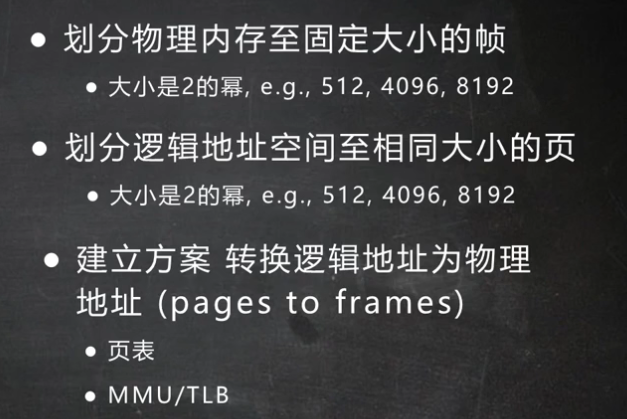 • 划分物理内存至固定大小的帧
• 大小是2的幂, e.g., 512, 4096, 8192
• 划分逻辑地址空间至相同大小的页
• 大小是2的幂, e.g., 512, 4096, 8192
• 建立方案 转换逻辑地址为物理
地址 (pages to frames)
• 页表
• MMU/TLB